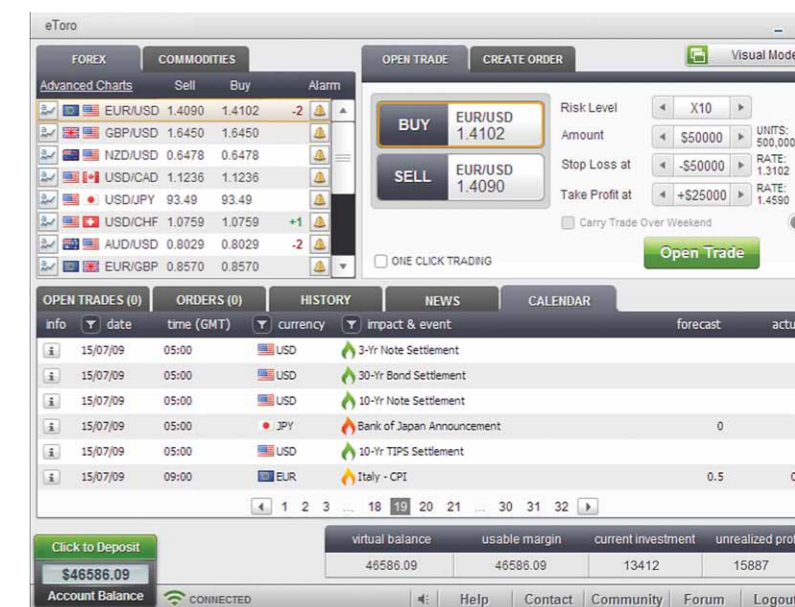 eToro
FOREX COMMODITIES
Advanced Charts Sell Buy Alarm
EUR/USD 1.4090 1.4102 -2
GBP/USD 1.6450 1.6450
NZD/USD 0.6478 0.6478
USD/CAD 1.1236 1.1236
USD/JPY 93.49 93.49
USD/CHF 1.0759 1.0759 +1
AUD/USD 0.8029 0.8029 -2
EUR/GBP 0.8570 0.8570
OPEN TRADE CREATE ORDER Visual Mode
BUY EUR/USD 1.4102
SELL EUR/USD 1.4090
Risk Level X10
Amount $50000 UNITS: 500,000
Stop Loss at -$50000 RATE: 1.3102
Take Profit at +$25000 RATE: 1.4590
Carry Trade Over Weekend
ONE CLICK TRADING
Open Trade
OPEN TRADES (0) ORDERS (0) HISTORY NEWS CALENDAR
info date time (GMT) currency impact & event forecast actu
i 15/07/09 05:00 USD 3-Yr Note Settlement
i 15/07/09 05:00 USD 30-Yr Bond Settlement
i 15/07/09 05:00 USD 10-Yr Note Settlement
i 15/07/09 05:00 JPY Bank of Japan Announcement 0
i 15/07/09 05:00 USD 10-Yr TIPS Settlement
i 15/07/09 09:00 EUR Italy - CPI 0.5
1 2 3 ... 18 19 20 21 ... 30 31 32
Click to Deposit
$46586.09
Account Balance
virtual balance usable margin current investment unrealized prof
46586.09 46586.09 13412 15887
CONNECTED Help Contact Community Forum Logout